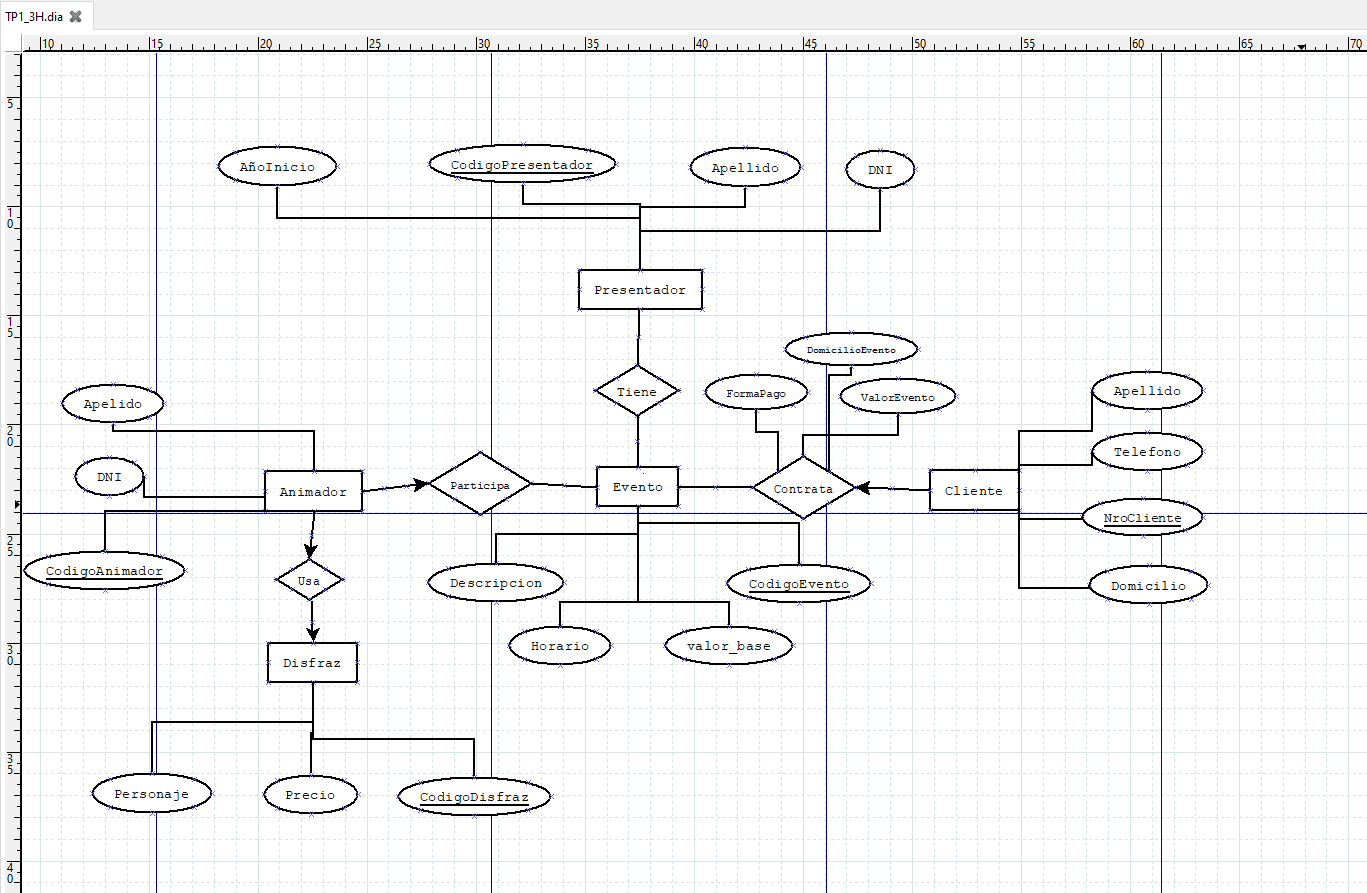 TP1_3H.dia
10 15 20 25 30 35 40 45 50 55 60 65 70
5
10
15
20
25
30
35
40
AñoInicio CodigoPresentador Apellido DNI
Presentador
DomicilioEvento
Tiene FormaPago ValorEvento Apellido
Apelido
Telefono
DNI Animador Participa Evento Contrata Cliente
NroCliente
CodigoAnimador Usa Descripcion CodigoEvento Domicilio
Horario valor_base
Disfraz
Personaje Precio CodigoDisfraz